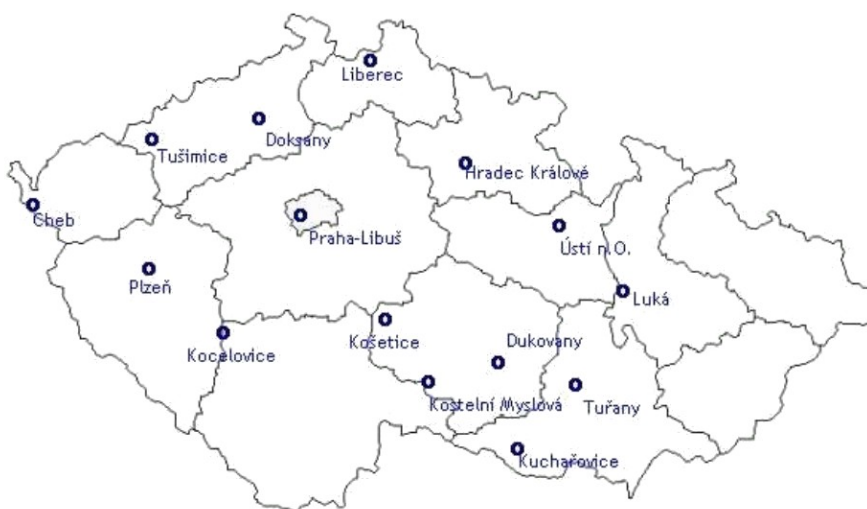 Liberec
Doksany
Tušimice
Hradec Králové
Cheb
Praha-Libuš
Ústí n.O.
Plzeň
Luká
Košetice
Dukovany
Kocelovice
Kostelní Myslová
Tuřany
Kuchařovice